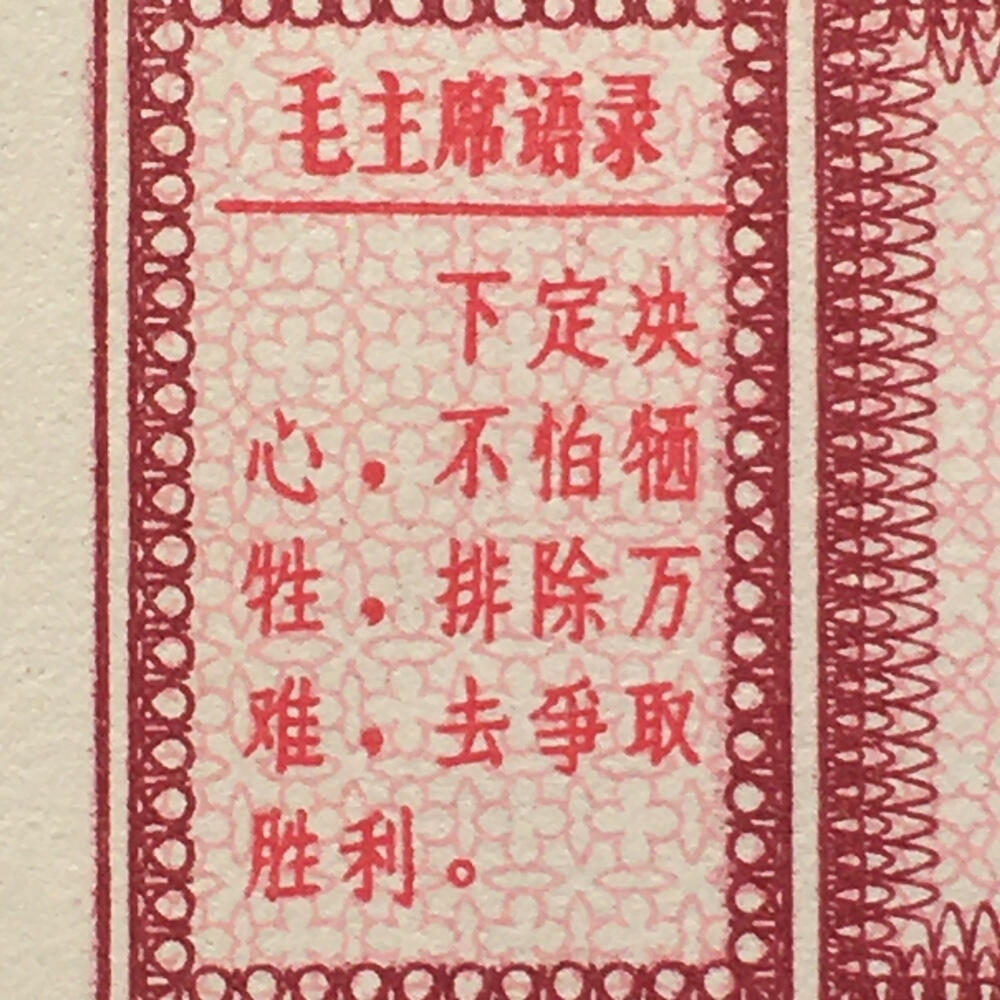 毛主席语录
下定决
心，不怕牺
牲，排除万
难，去爭取
胜利。